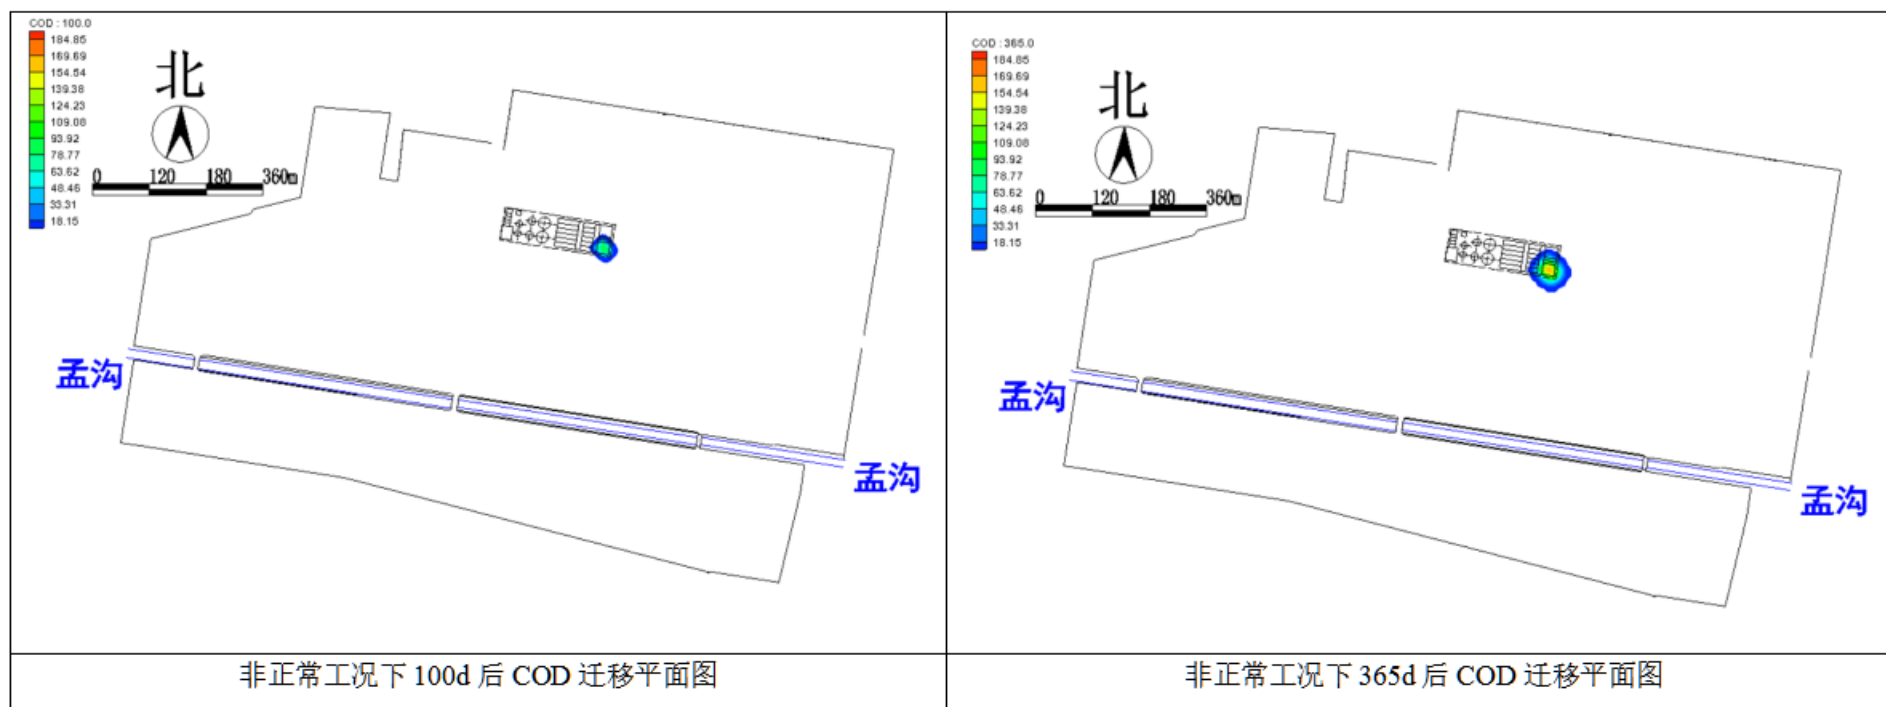 COD : 100.0
184.85
169.69
154.54
139.38
124.23
109.08
93.92
78.77
63.62
48.46
33.31
18.15
北
0 120 180 360m
孟沟
孟沟
非正常工况下 100d 后 COD 迁移平面图
COD : 365.0
184.85
169.69
154.54
139.38
124.23
109.08
93.92
78.77
63.62
48.46
33.31
18.15
北
0 120 180 360m
孟沟
孟沟
非正常工况下 365d 后 COD 迁移平面图